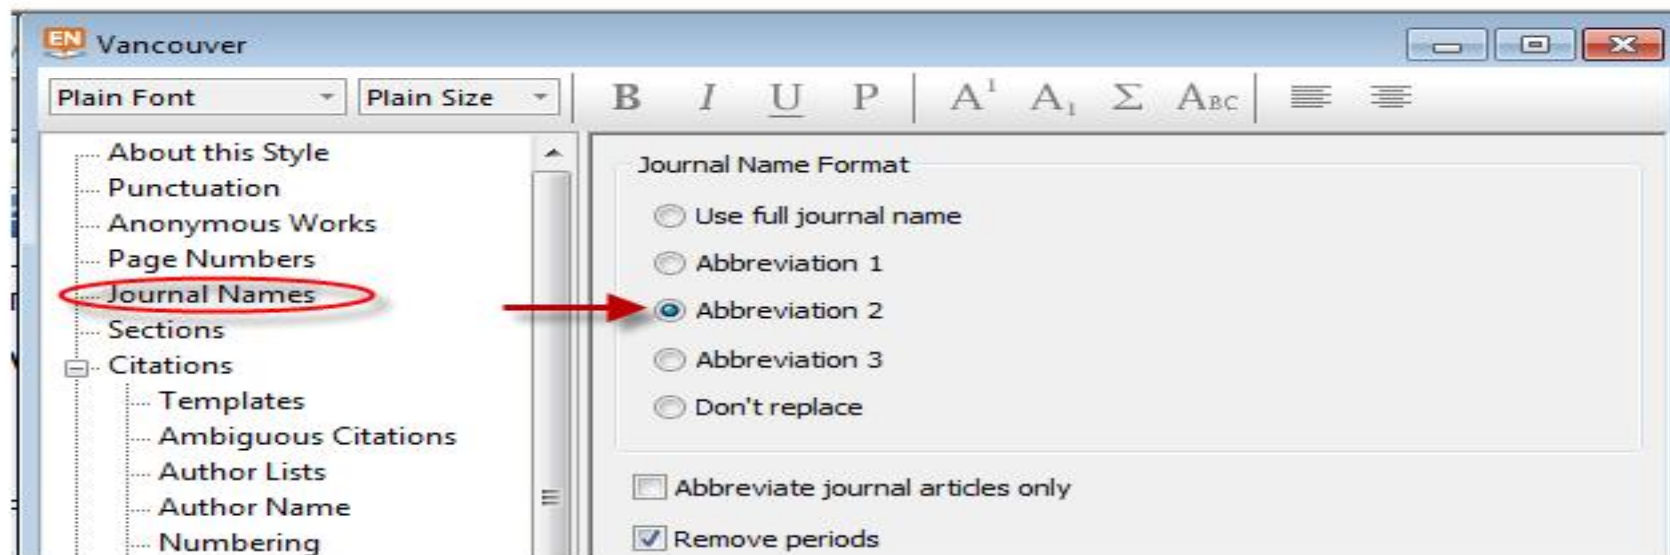 EN Vancouver
Plain Font Plain Size B I U P A¹ A₁ Σ ABC
About this Style
Punctuation
Anonymous Works
Page Numbers
Journal Names
Sections
Citations
Templates
Ambiguous Citations
Author Lists
Author Name
Numbering
Journal Name Format
Use full journal name
Abbreviation 1
Abbreviation 2
Abbreviation 3
Don't replace
Abbreviate journal articles only
Remove periods